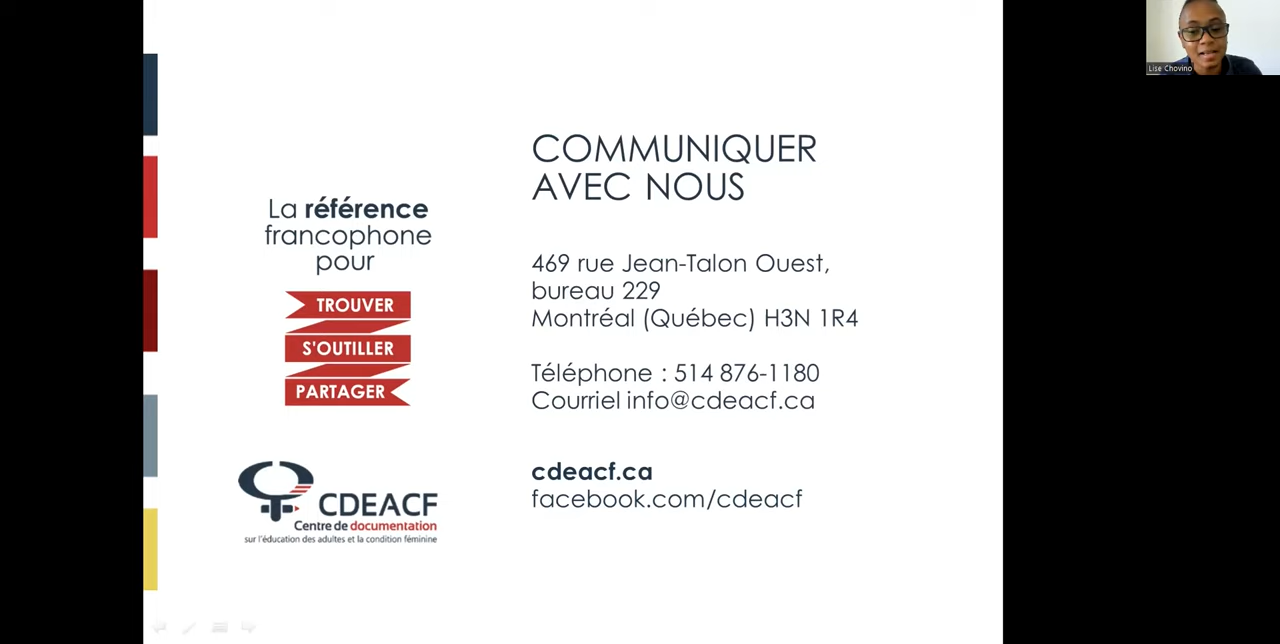 Lise Chovino
COMMUNIQUER
AVEC NOUS
La référence
francophone
pour
TROUVER
S'OUTILLER
PARTAGER
469 rue Jean-Talon Ouest,
bureau 229
Montréal (Québec) H3N 1R4
Téléphone : 514 876-1180
Courriel info@cdeacf.ca
cdeacf.ca
facebook.com/cdeacf
CDEACF
Centre de documentation
sur l'éducation des adultes et la condition féminine